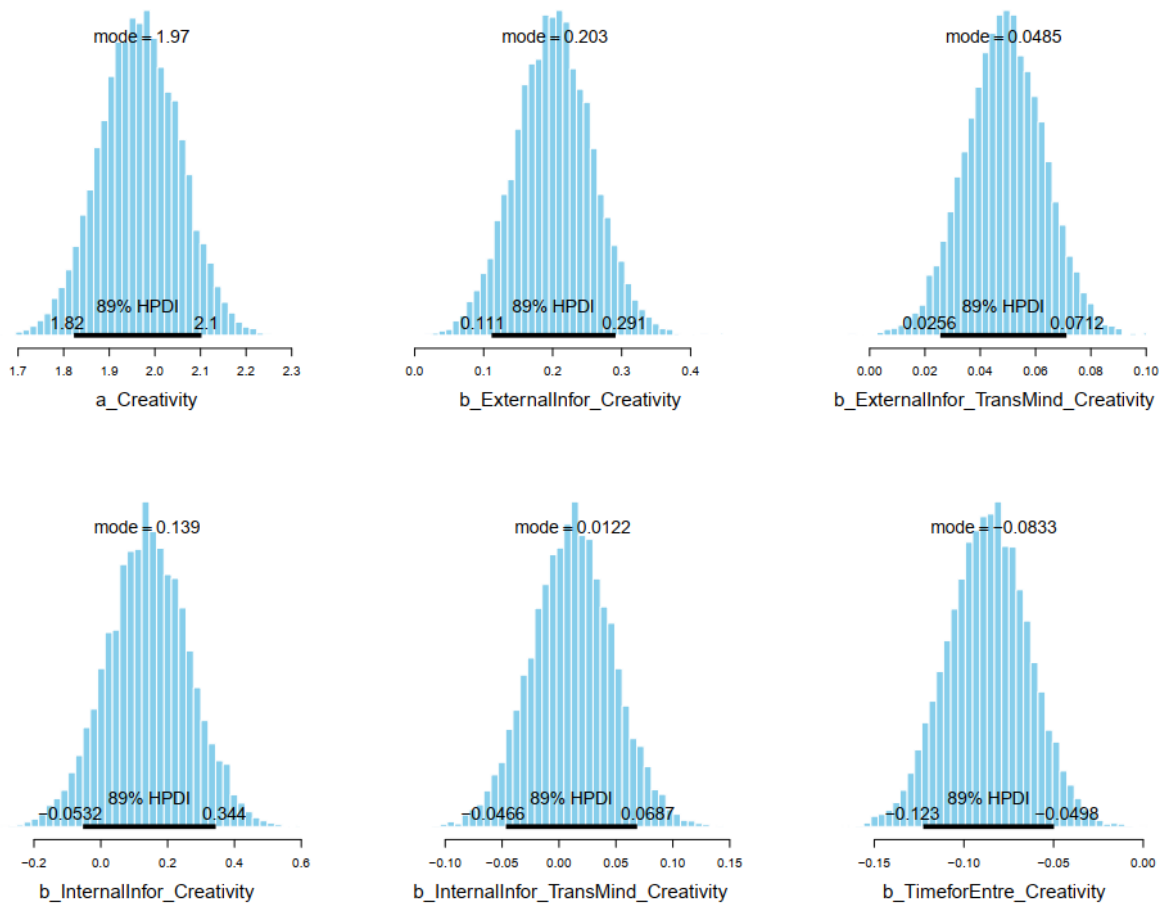 mode = 1.97
89% HPDI
1.82 2.1
1.7 1.8 1.9 2.0 2.1 2.2 2.3
a_Creativity
mode = 0.203
89% HPDI
0.111 0.291
0.0 0.1 0.2 0.3 0.4
b_ExternalInfor_Creativity
mode = 0.0485
89% HPDI
0.0256 0.0712
0.00 0.02 0.04 0.06 0.08 0.10
b_ExternalInfor_TransMind_Creativity
mode = 0.139
89% HPDI
−0.0532 0.344
−0.2 0.0 0.2 0.4 0.6
b_InternalInfor_Creativity
mode = 0.0122
89% HPDI
−0.0466 0.0687
−0.10 −0.05 0.00 0.05 0.10 0.15
b_InternalInfor_TransMind_Creativity
mode = −0.0833
89% HPDI
−0.123 −0.0498
−0.15 −0.10 −0.05 0.00
b_TimeforEntre_Creativity